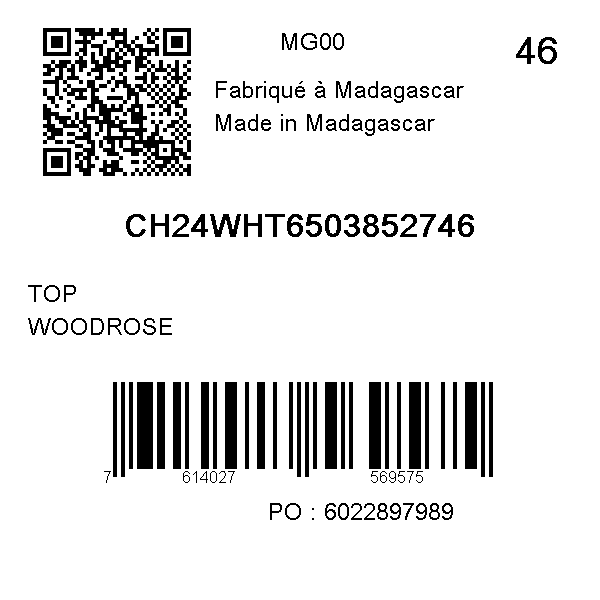 MG00
46
Fabriqué à Madagascar
Made in Madagascar
CH24WHT6503852746
TOP
WOODROSE
7 614027 569575
PO : 6022897989